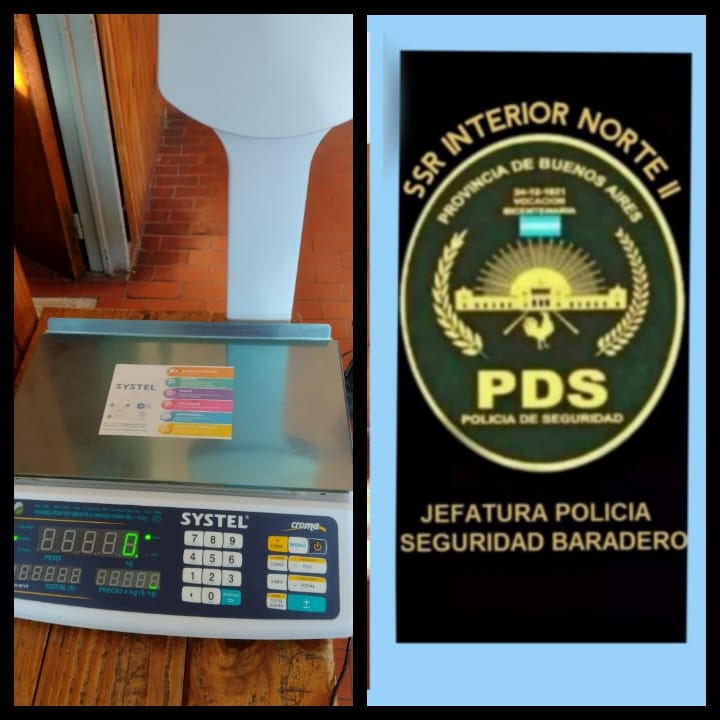 SYSTEL
SYSTEL
croma
PESO
kg
TOTAL ($)
PRECIO x kg ($/kg)
7 8 9
4 5 6
1 2 3
0
MENU
TOTAL
SSR INTERIOR NORTE II
PROVINCIA DE BUENOS AIRES
24-12-1821
VOCACION
BICENTENARIA
PDS
POLICIA DE SEGURIDAD
JEFATURA POLICIA
SEGURIDAD BARADERO